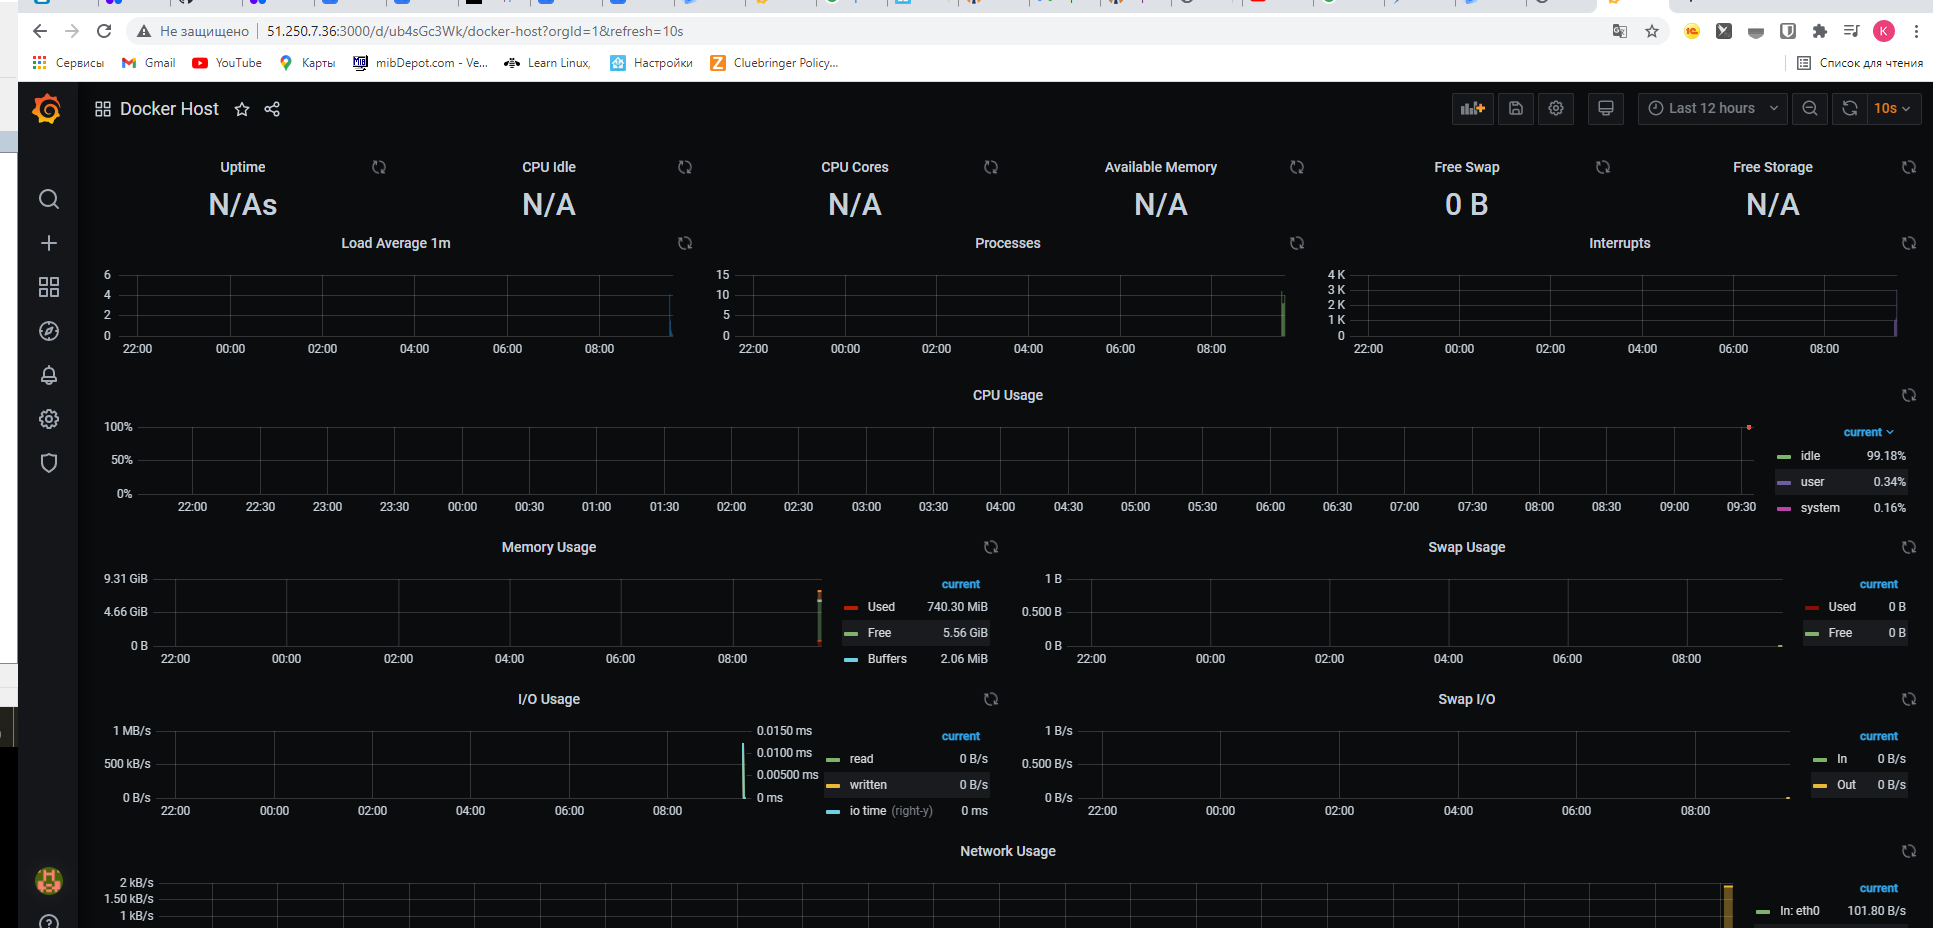 Не защищено 51.250.7.36:3000/d/ub4sGc3Wk/docker-host?orgId=1&refresh=10s
Сервисы Gmail YouTube Карты mibDepot.com - Ve... Learn Linux, Настройки Cluebringer Policy... Список для чтения
Docker Host Last 12 hours 10s
Uptime CPU Idle CPU Cores Available Memory Free Swap Free Storage
N/As N/A N/A N/A 0 B N/A
Load Average 1m
6
4
2
0
22:00 00:00 02:00 04:00 06:00 08:00
Processes
15
10
5
0
22:00 00:00 02:00 04:00 06:00 08:00
Interrupts
4 K
3 K
2 K
1 K
0
22:00 00:00 02:00 04:00 06:00 08:00
CPU Usage
100%
50%
0%
22:00 22:30 23:00 23:30 00:00 00:30 01:00 01:30 02:00 02:30 03:00 03:30 04:00 04:30 05:00 05:30 06:00 06:30 07:00 07:30 08:00 08:30 09:00 09:30
current
idle 99.18%
user 0.34%
system 0.16%
Memory Usage
9.31 GiB
4.66 GiB
0 B
22:00 00:00 02:00 04:00 06:00 08:00
current
Used 740.30 MiB
Free 5.56 GiB
Buffers 2.06 MiB
Swap Usage
1 B
0.500 B
0 B
22:00 00:00 02:00 04:00 06:00 08:00
current
Used 0 B
Free 0 B
I/O Usage
1 MB/s
500 kB/s
0 B/s
22:00 00:00 02:00 04:00 06:00 08:00
0.0150 ms
0.0100 ms
0.00500 ms
0 ms
current
read 0 B/s
written 0 B/s
io time (right-y) 0 ms
Swap I/O
1 B/s
0.500 B/s
0 B/s
22:00 00:00 02:00 04:00 06:00 08:00
current
In 0 B/s
Out 0 B/s
Network Usage
2 kB/s
1.50 kB/s
1 kB/s
current
In: eth0 101.80 B/s